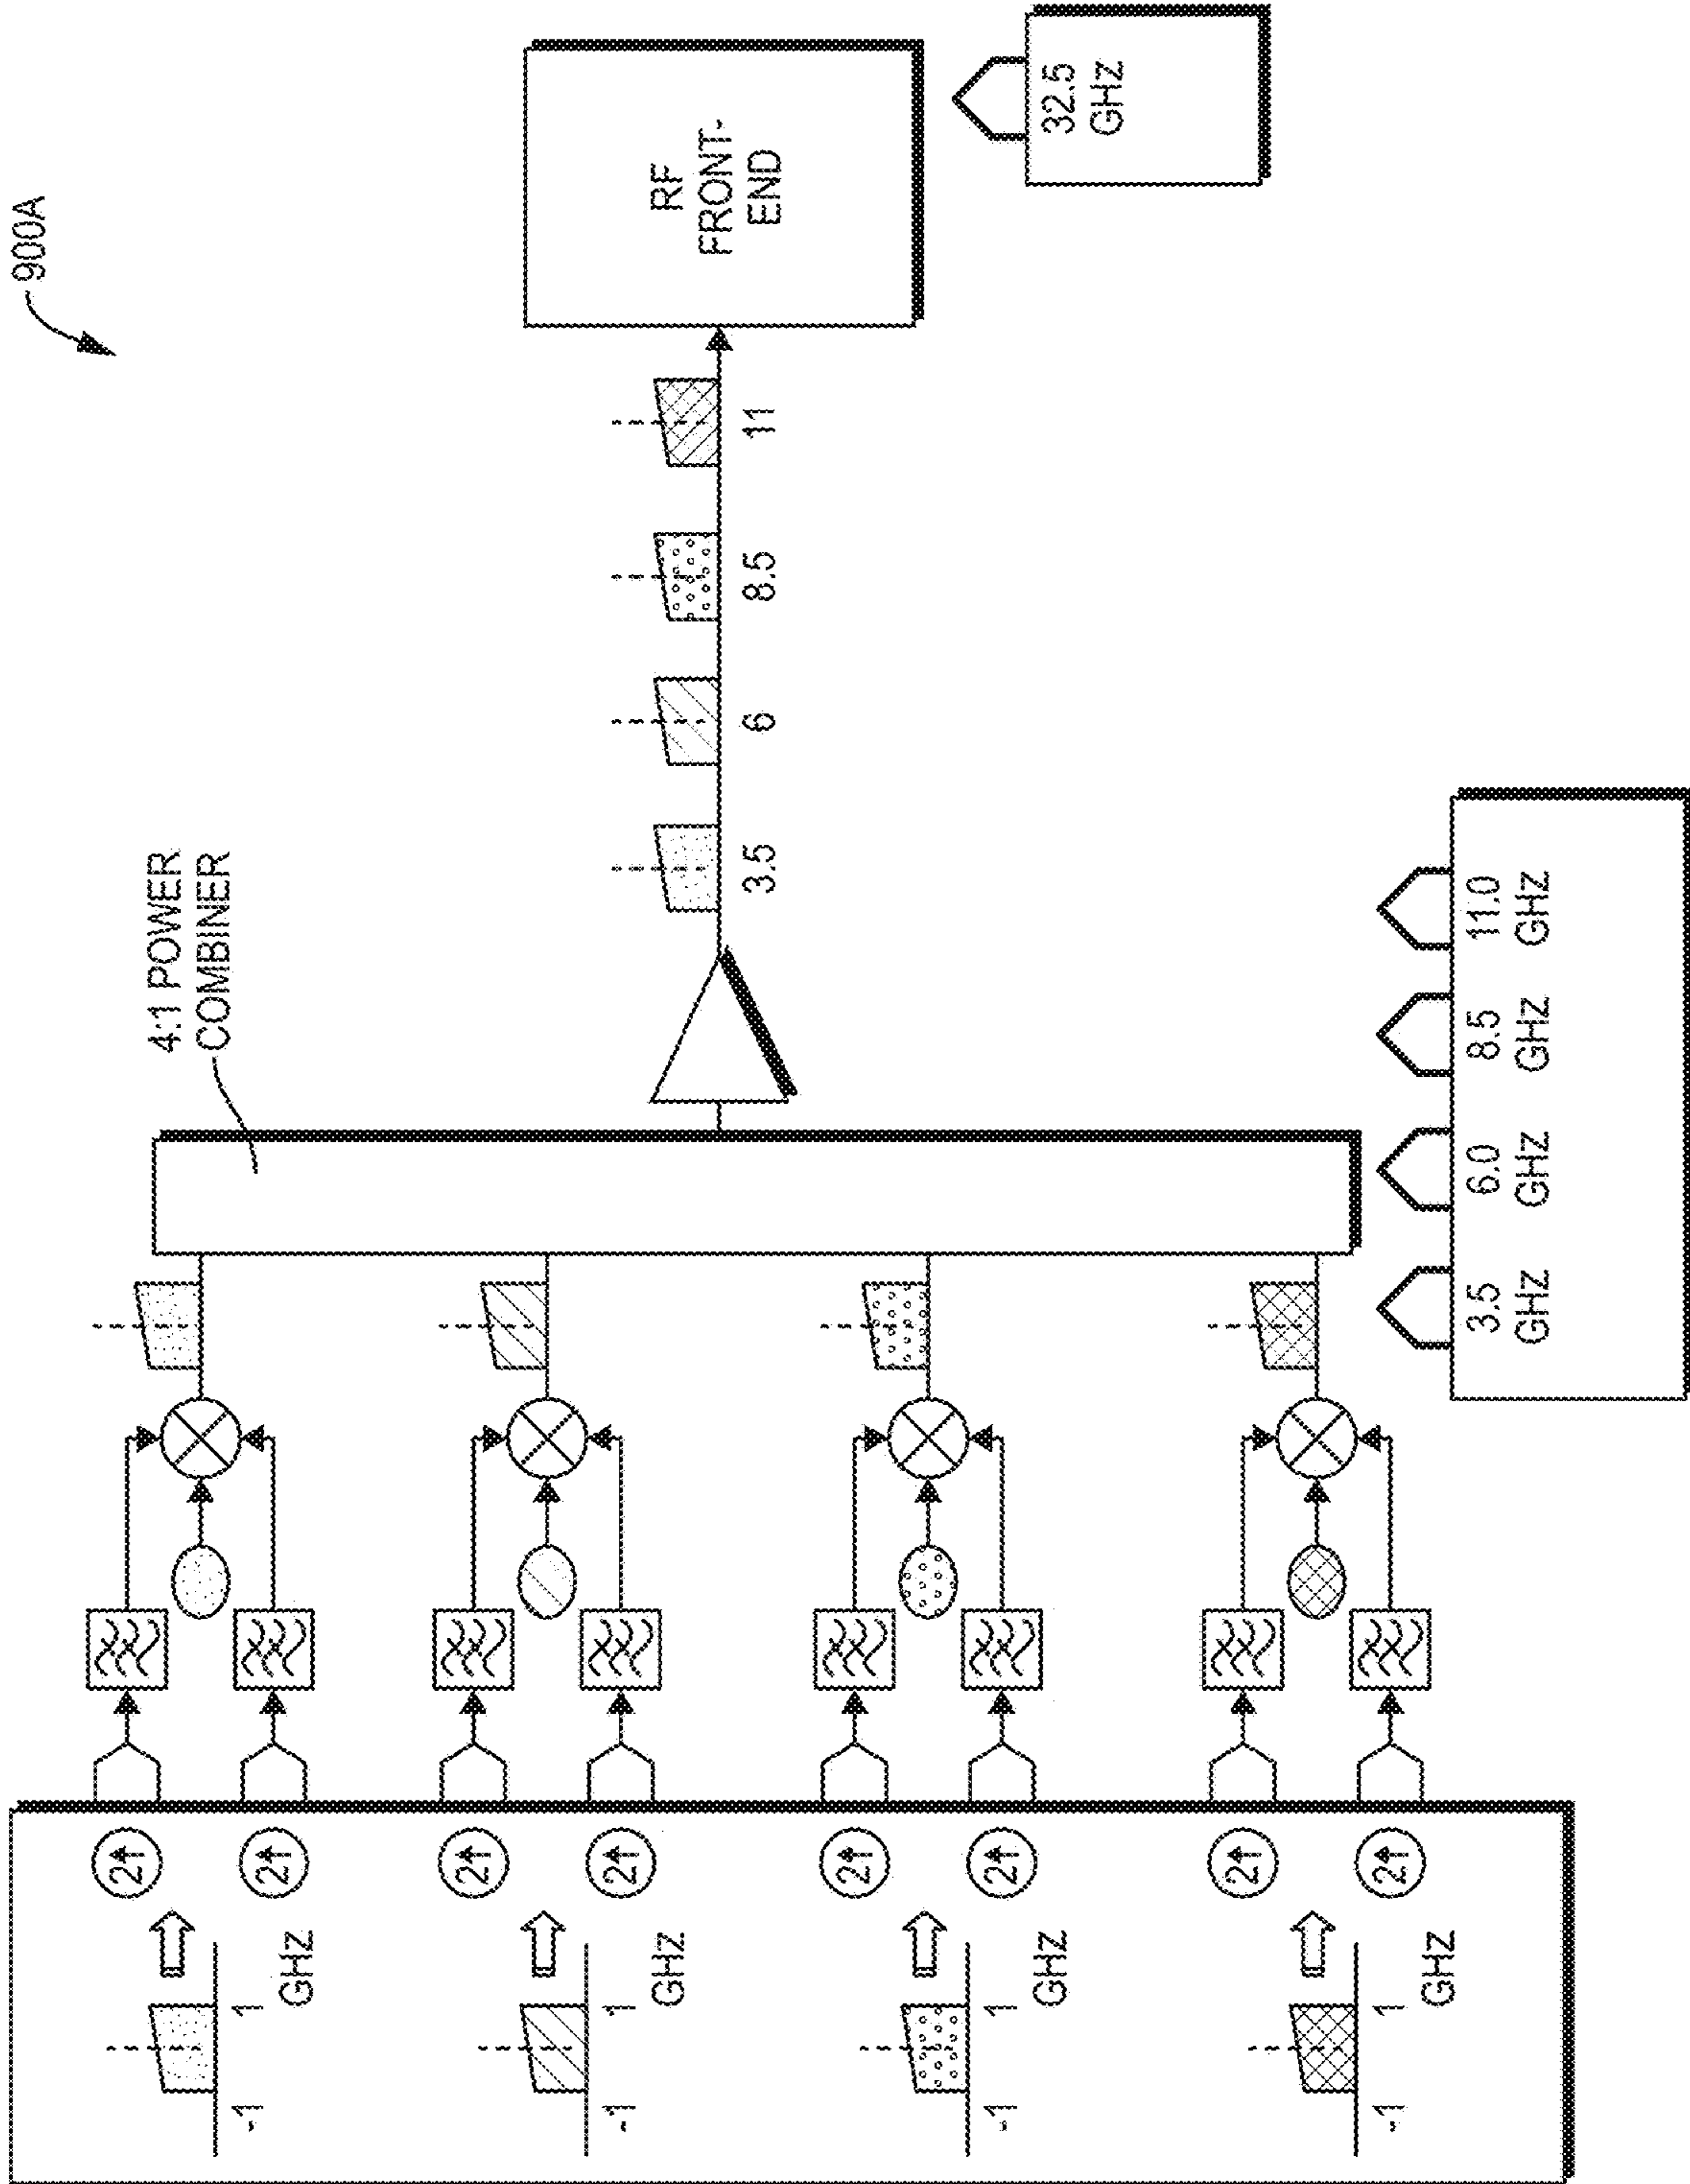 900A
4:1 POWER
COMBINER
-1 1
GHZ
2↑
2↑
-1 1
GHZ
2↑
2↑
-1 1
GHZ
2↑
2↑
-1 1
GHZ
2↑
2↑
3.5 6 8.5 11
RF
FRONT-
END
3.5 6.0 8.5 11.0
GHZ GHZ GHZ GHZ
32.5
GHZ